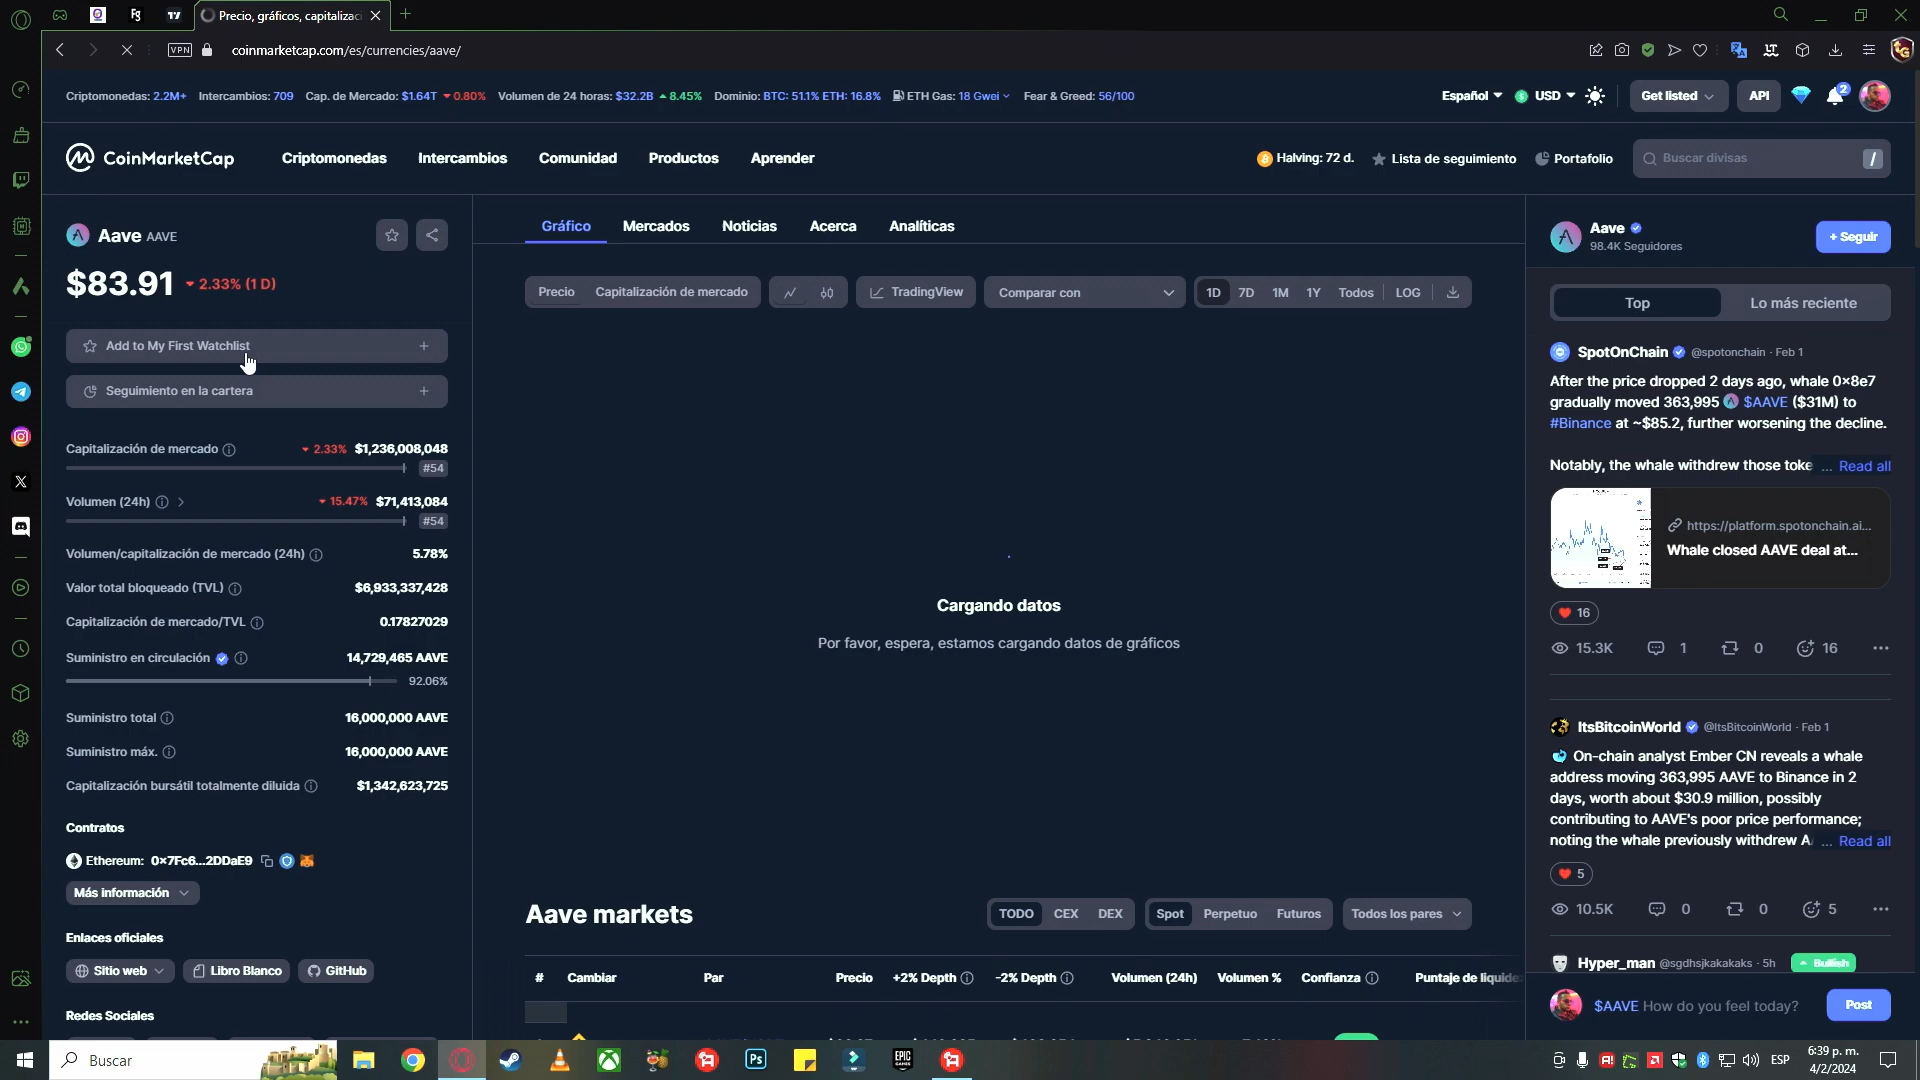 Precio, gráficos, capitalizac
VPN
coinmarketcap.com/es/currencies/aave/
Criptomonedas: 2.2M+ Intercambios: 709 Cap. de Mercado: $1.64T 0.80% Volumen de 24 horas: $32.2B 8.45% Dominio: BTC: 51.1% ETH: 16.8% ETH Gas: 18 Gwei Fear & Greed: 56/100
Español USD Get listed API 2
CoinMarketCap Criptomonedas Intercambios Comunidad Productos Aprender
Halving: 72 d. Lista de seguimiento Portafolio Buscar divisas /
Aave AAVE
$83.91 2.33% (1 D)
Add to My First Watchlist +
Seguimiento en la cartera +
Capitalización de mercado 2.33% $1,236,008,048
#54
Volumen (24h) 15.47% $71,413,084
#54
Volumen/capitalización de mercado (24h) 5.78%
Valor total bloqueado (TVL) $6,933,337,428
Capitalización de mercado/TVL 0.17827029
Suministro en circulación 14,729,465 AAVE
92.06%
Suministro total 16,000,000 AAVE
Suministro máx. 16,000,000 AAVE
Capitalización bursátil totalmente diluida $1,342,623,725
Contratos
Ethereum: 0x7Fc6...2DDaE9
Más información
Enlaces oficiales
Sitio web Libro Blanco GitHub
Redes Sociales
Gráfico Mercados Noticias Acerca Analíticas
Precio Capitalización de mercado TradingView Comparar con 1D 7D 1M 1Y Todos LOG
Cargando datos
Por favor, espera, estamos cargando datos de gráficos
Aave markets
TODO CEX DEX Spot Perpetuo Futuros Todos los pares
# Cambiar Par Precio +2% Depth -2% Depth Volumen (24h) Volumen % Confianza Puntaje de liquide
Aave
98.4K Seguidores
+ Seguir
Top Lo más reciente
SpotOnChain @spotonchain · Feb 1
After the price dropped 2 days ago, whale 0x8e7
gradually moved 363,995 $AAVE ($31M) to
#Binance at ~$85.2, further worsening the decline.
Notably, the whale withdrew those toke ... Read all
https://platform.spotonchain.ai...
Whale closed AAVE deal at...
16
15.3K 1 0 16
ItsBitcoinWorld @ItsBitcoinWorld · Feb 1
On-chain analyst Ember CN reveals a whale
address moving 363,995 AAVE to Binance in 2
days, worth about $30.9 million, possibly
contributing to AAVE's poor price performance;
noting the whale previously withdrew A ... Read all
5
10.5K 0 0 5
Hyper_man @sgdhsjkakakaks · 5h Bullish
$AAVE How do you feel today? Post
Buscar
Ps
EPIC GAMES
ESP
6:39 p. m.
4/2/2024